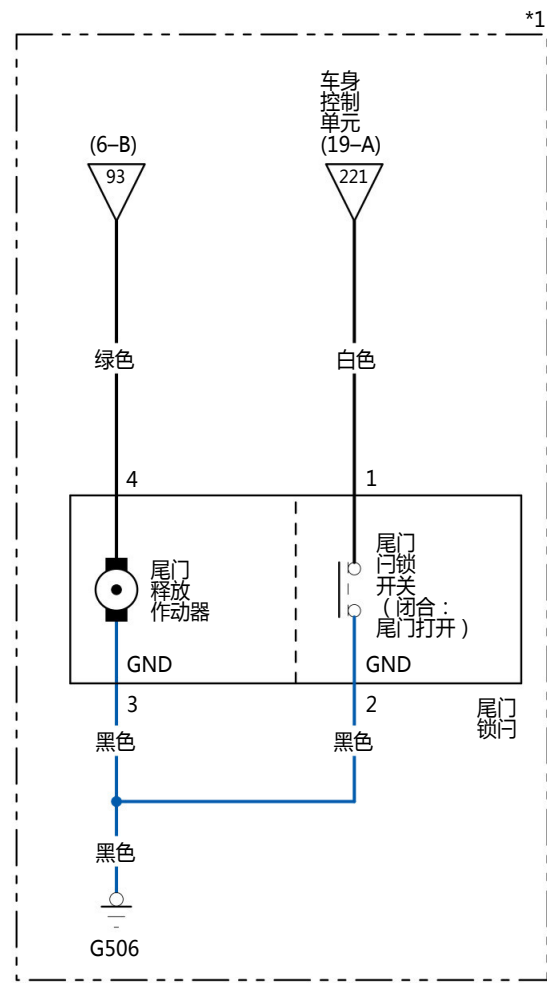 *1
(6–B)
93
车身
控制
单元
(19–A)
221
绿色
白色
4
1
尾门
释放
作动器
尾门
闩锁
开关
（闭合：
尾门打开）
GND
GND
3
2
尾门
锁闩
黑色
黑色
黑色
G506